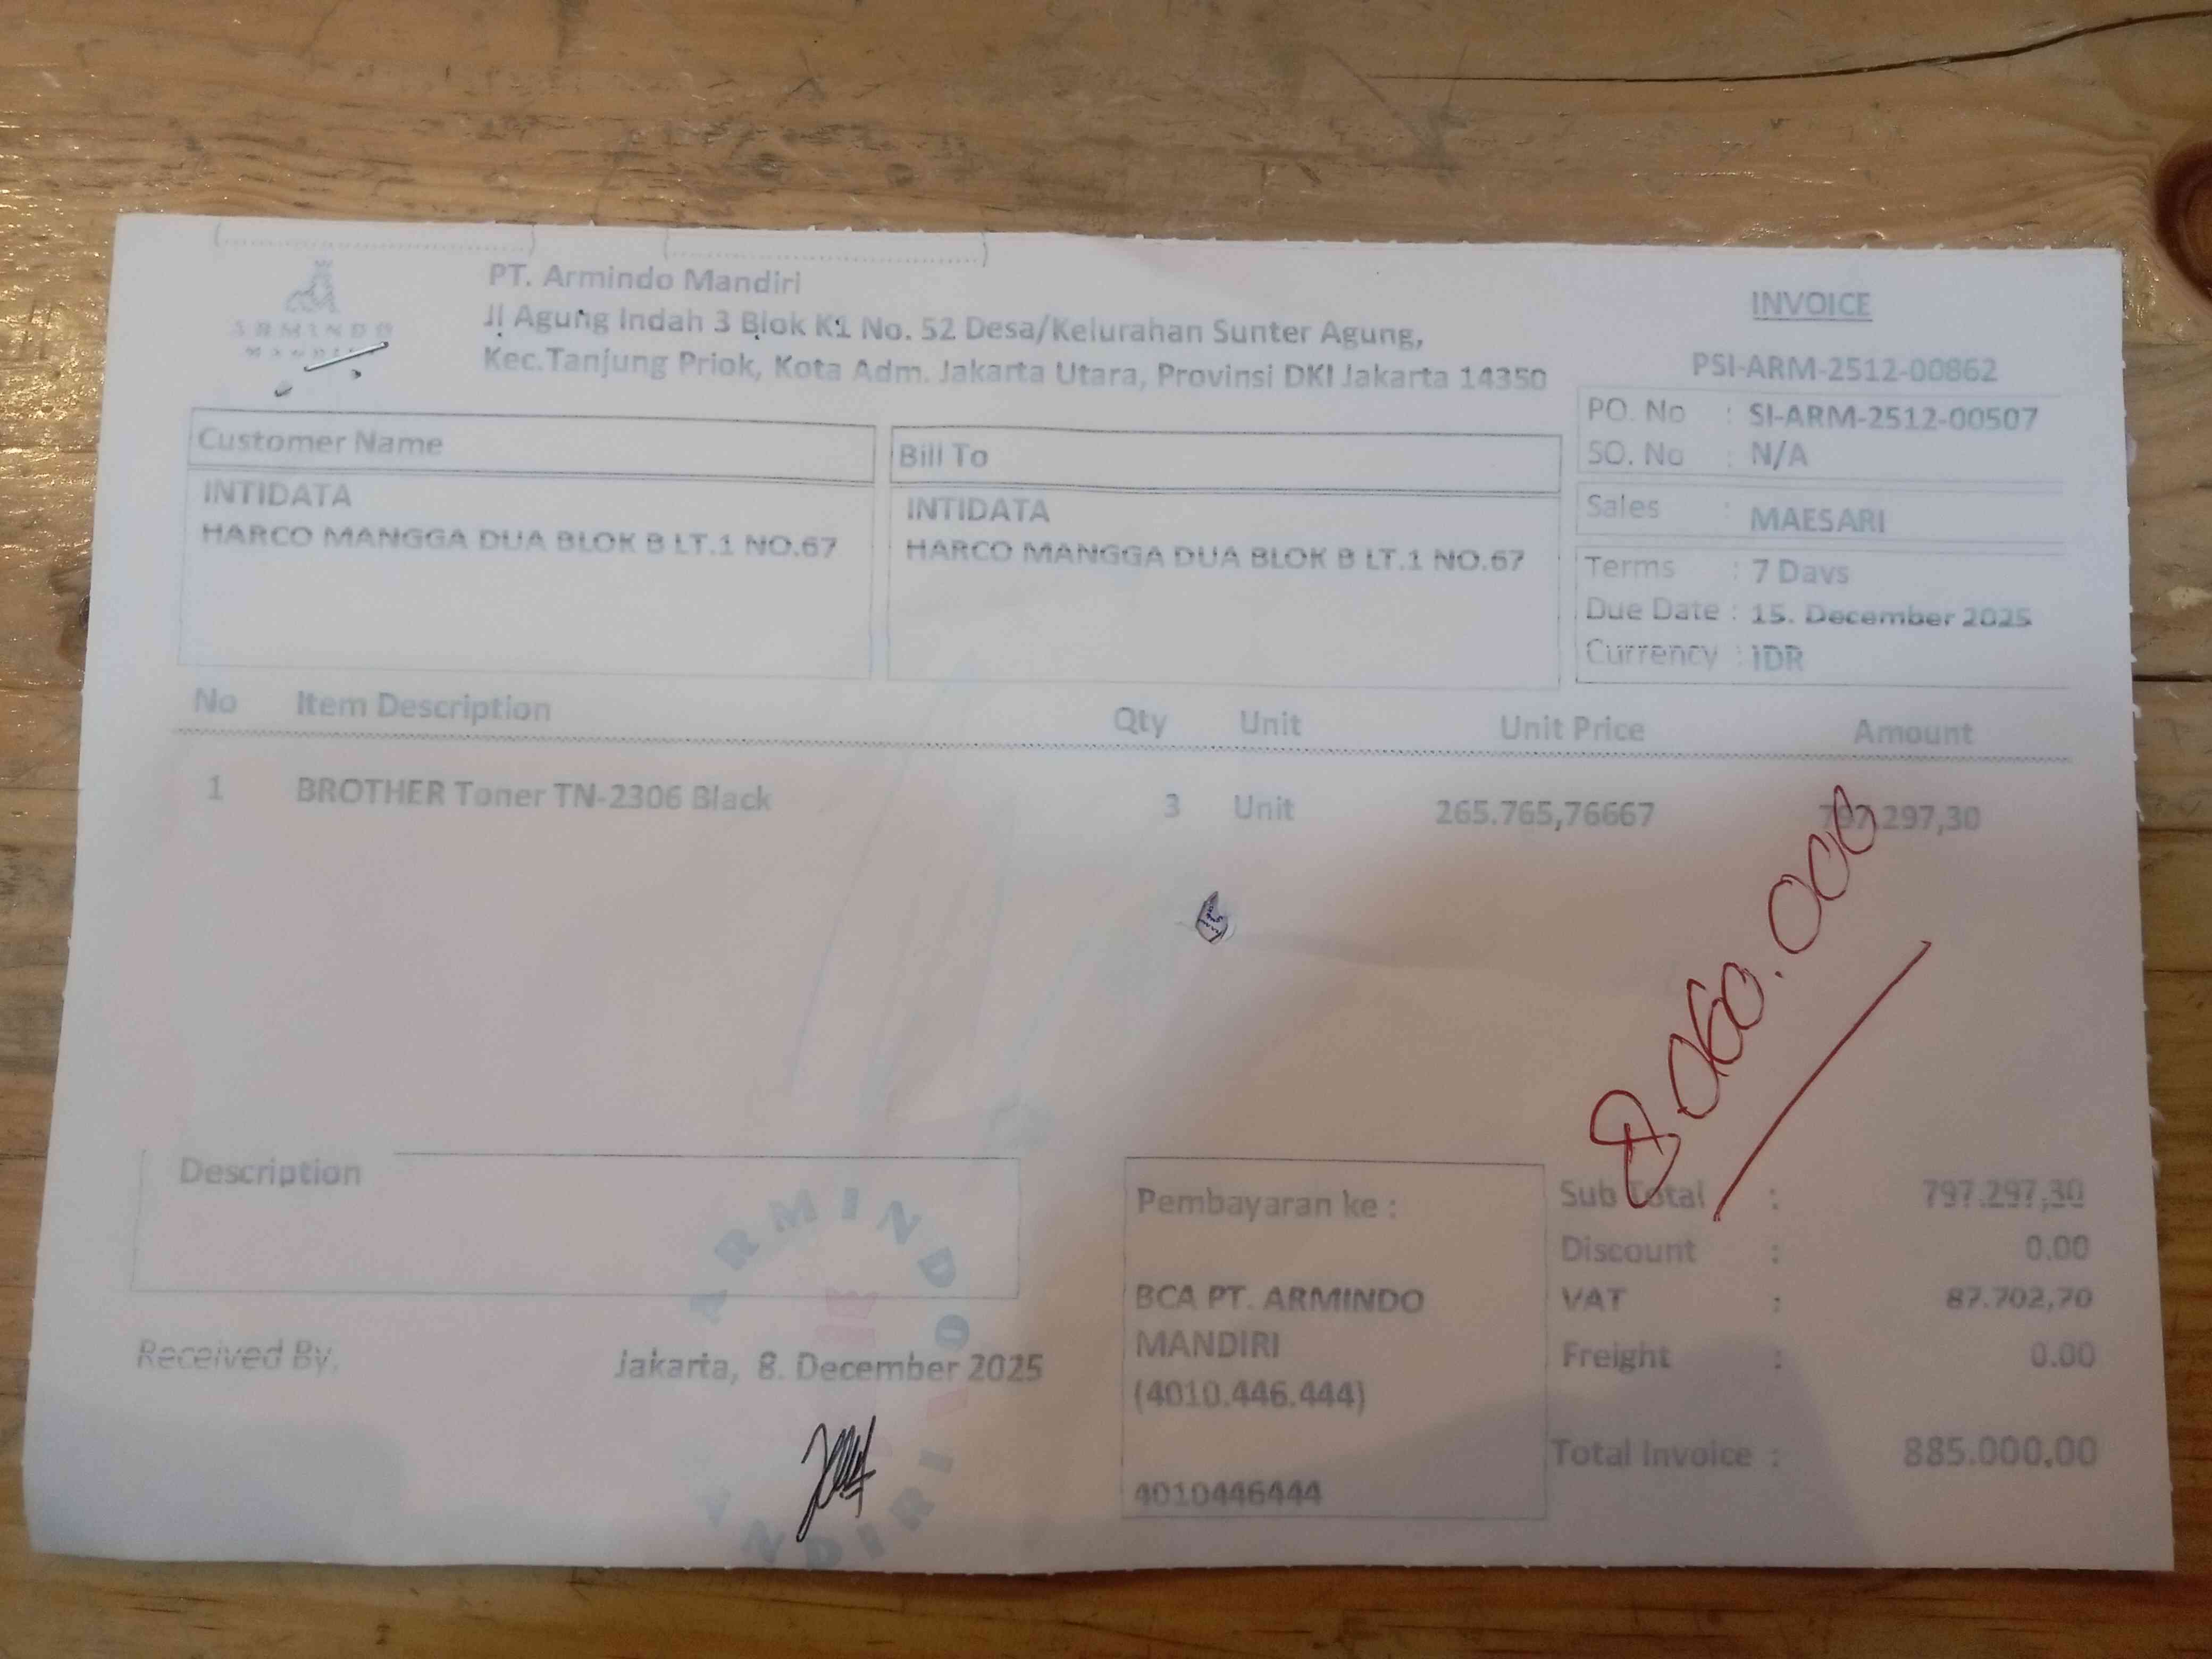 ARMINDO
MANDIRI
PT. Armindo Mandiri
Jl Agung Indah 3 Blok K1 No. 52 Desa/Kelurahan Sunter Agung,
Kec.Tanjung Priok, Kota Adm. Jakarta Utara, Provinsi DKI Jakarta 14350
INVOICE
PSI-ARM-2512-00862
PO. No : SI-ARM-2512-00507
SO. No : N/A
Sales : MAESARI
Terms : 7 Days
Due Date : 15. December 2025
Currency : IDR
Customer Name
INTIDATA
HARCO MANGGA DUA BLOK B LT.1 NO.67
Bill To
INTIDATA
HARCO MANGGA DUA BLOK B LT.1 NO.67
No Item Description Qty Unit Unit Price Amount
1 BROTHER Toner TN-2306 Black 3 Unit 265.765,76667 797.297,30
8.060.000
Description
Received By,
Jakarta, 8. December 2025
ARMINDO MANDIRI
Pembayaran ke :
BCA PT. ARMINDO
MANDIRI
(4010.446.444)
4010446444
Sub Total : 797.297,30
Discount : 0.00
VAT : 87.702,70
Freight : 0.00
Total Invoice : 885.000,00